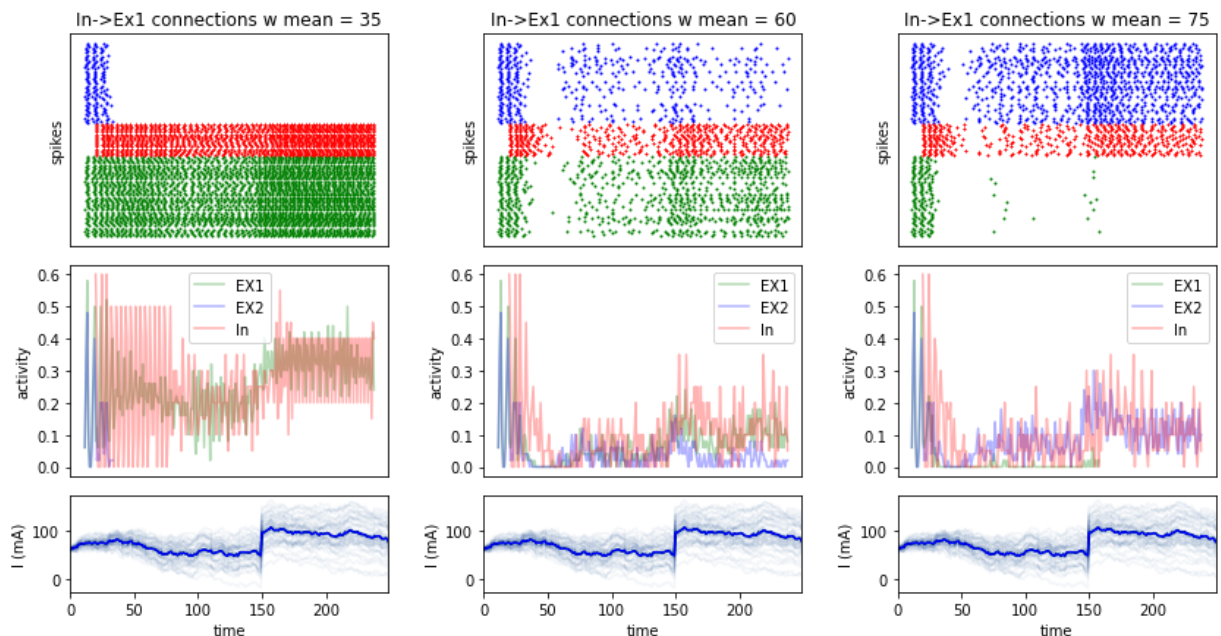 In->Ex1 connections w mean = 35
In->Ex1 connections w mean = 60
In->Ex1 connections w mean = 75
spikes
spikes
spikes
0.6
0.5
0.4
0.3
0.2
0.1
0.0
activity
EX1
EX2
In
0.6
0.5
0.4
0.3
0.2
0.1
0.0
activity
EX1
EX2
In
0.6
0.5
0.4
0.3
0.2
0.1
0.0
activity
EX1
EX2
In
100
0
I (mA)
0 50 100 150 200
time
100
0
I (mA)
0 50 100 150 200
time
100
0
I (mA)
0 50 100 150 200
time